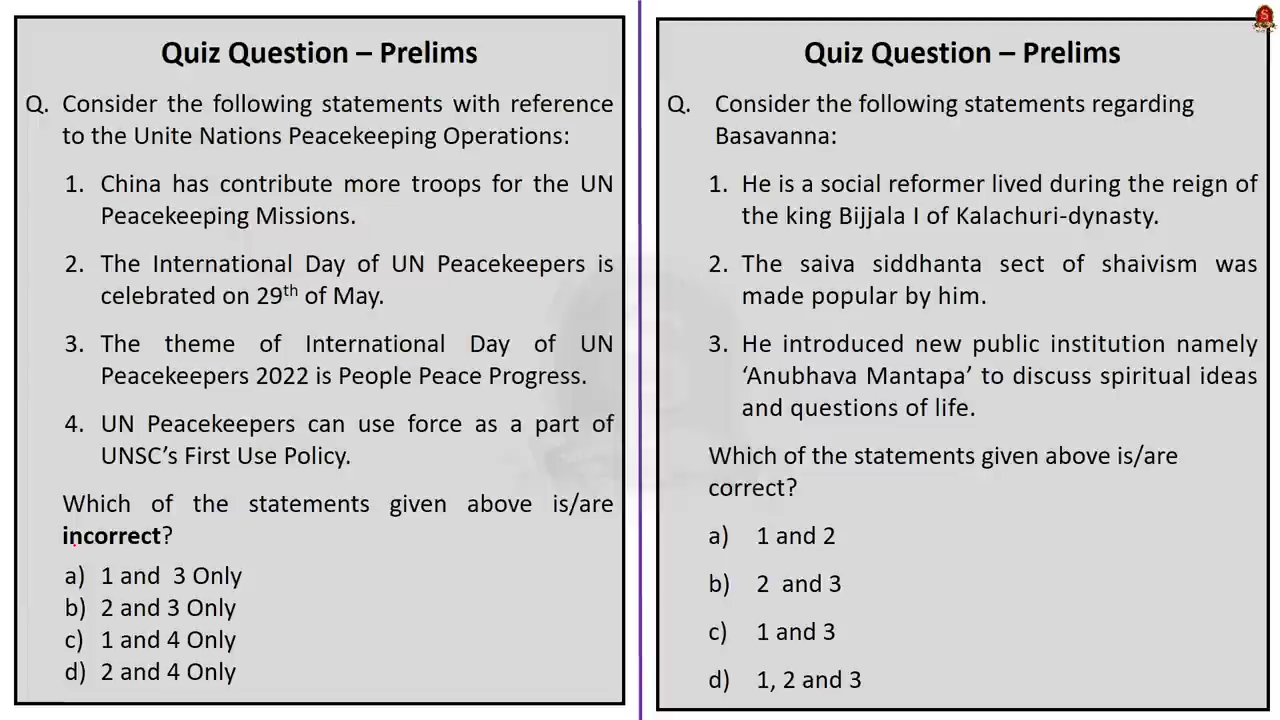 Quiz Question – Prelims
Q. Consider the following statements with reference
to the Unite Nations Peacekeeping Operations:
1. China has contribute more troops for the UN
Peacekeeping Missions.
2. The International Day of UN Peacekeepers is
celebrated on 29th of May.
3. The theme of International Day of UN
Peacekeepers 2022 is People Peace Progress.
4. UN Peacekeepers can use force as a part of
UNSC’s First Use Policy.
Which of the statements given above is/are
incorrect?
a) 1 and 3 Only
b) 2 and 3 Only
c) 1 and 4 Only
d) 2 and 4 Only
Quiz Question – Prelims
Q. Consider the following statements regarding
Basavanna:
1. He is a social reformer lived during the reign of
the king Bijjala I of Kalachuri-dynasty.
2. The saiva siddhanta sect of shaivism was
made popular by him.
3. He introduced new public institution namely
‘Anubhava Mantapa’ to discuss spiritual ideas
and questions of life.
Which of the statements given above is/are
correct?
a) 1 and 2
b) 2 and 3
c) 1 and 3
d) 1, 2 and 3